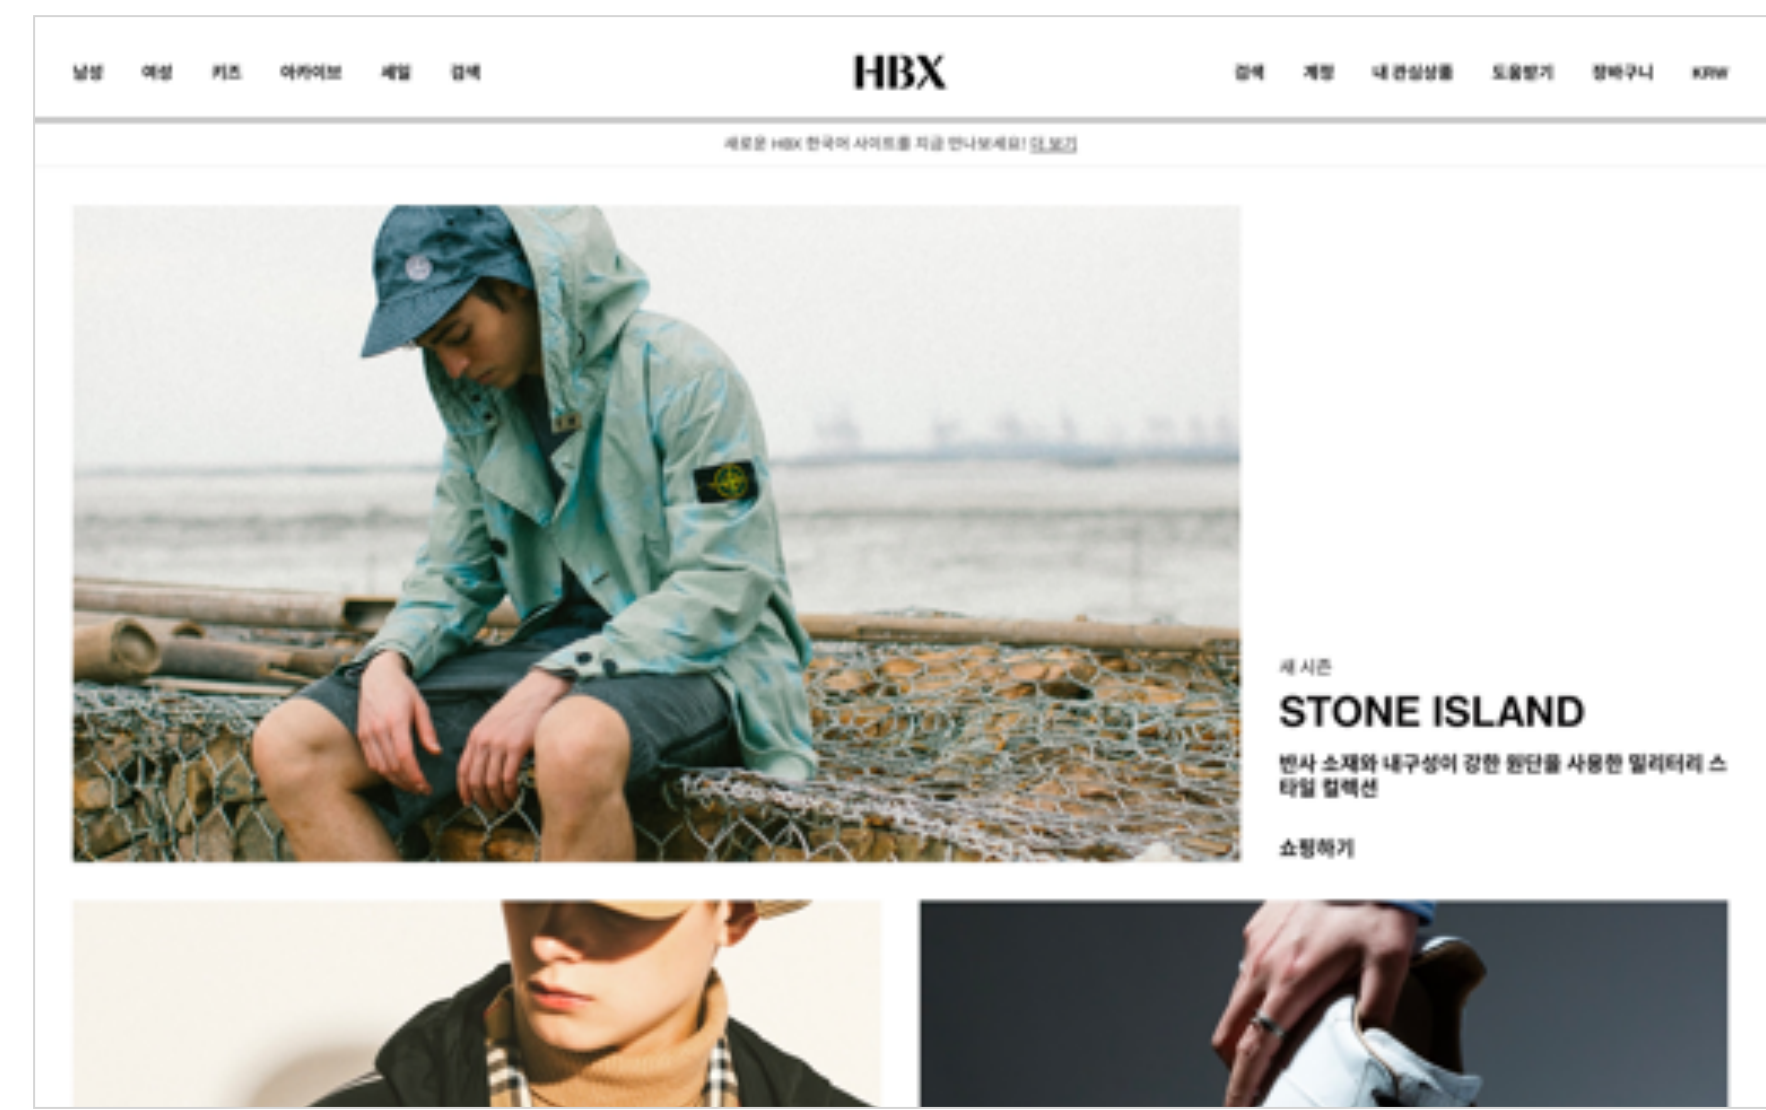 남성 여성 키즈 아카이브 세일 검색
HBX
검색 계정 내 관심상품 도움받기 장바구니 KRW
새로운 HBX 한국어 사이트를 지금 만나보세요! 더 보기
새 시즌
STONE ISLAND
반사 소재와 내구성이 강한 원단을 사용한 밀리터리 스
타일 컬렉션
쇼핑하기